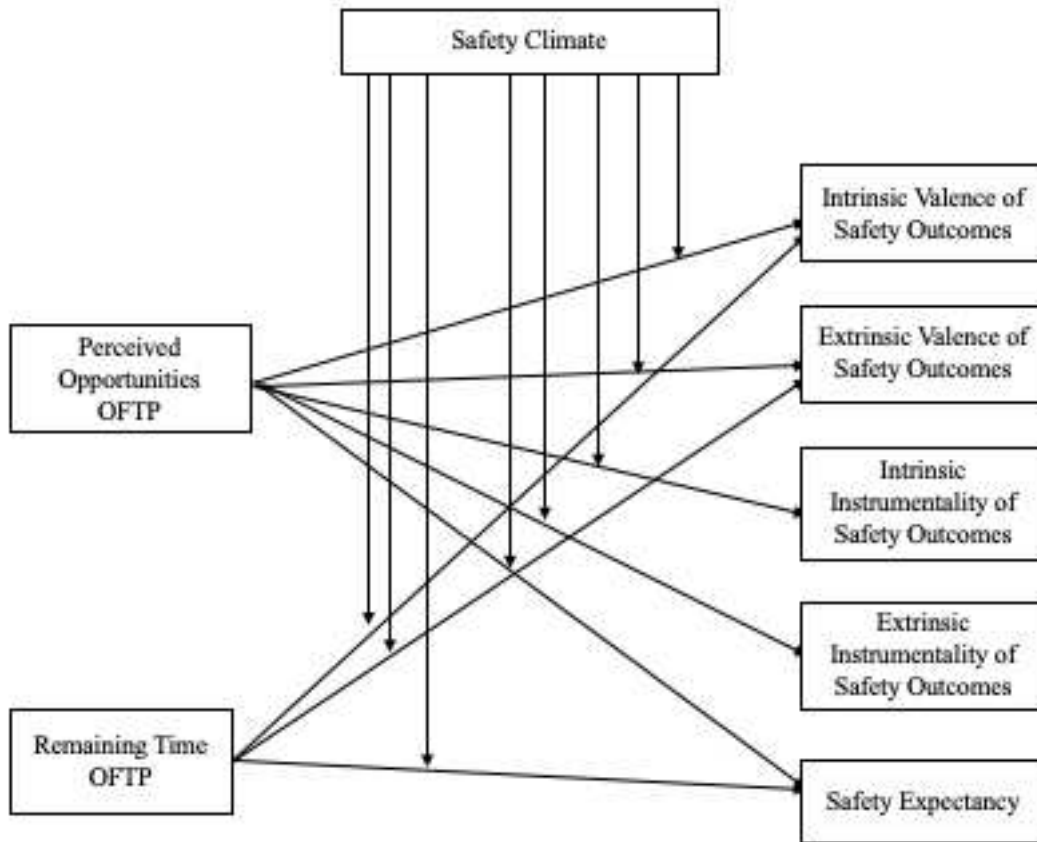 Safety Climate
Intrinsic Valence of
Safety Outcomes
Extrinsic Valence of
Safety Outcomes
Perceived
Opportunities
OFTP
Intrinsic
Instrumentality of
Safety Outcomes
Extrinsic
Instrumentality of
Safety Outcomes
Remaining Time
OFTP
Safety Expectancy